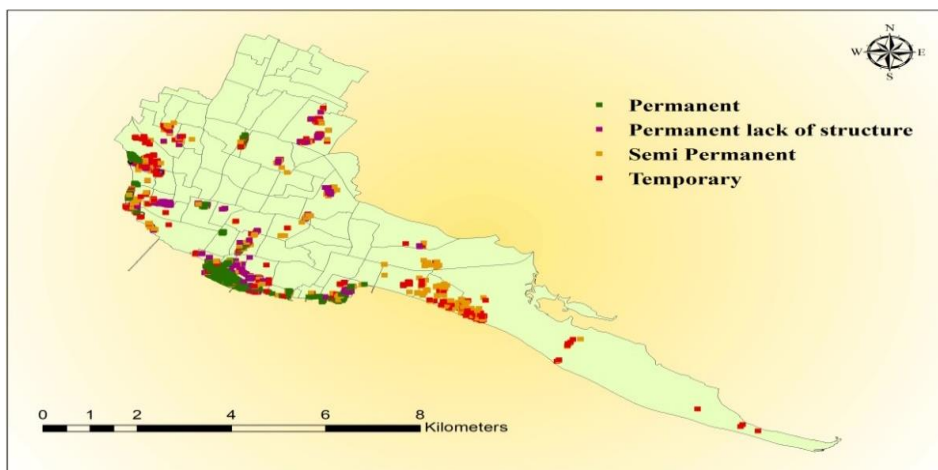 N
W E
S
Permanent
Permanent lack of structure
Semi Permanent
Temporary
0 1 2 4 6 8
Kilometers